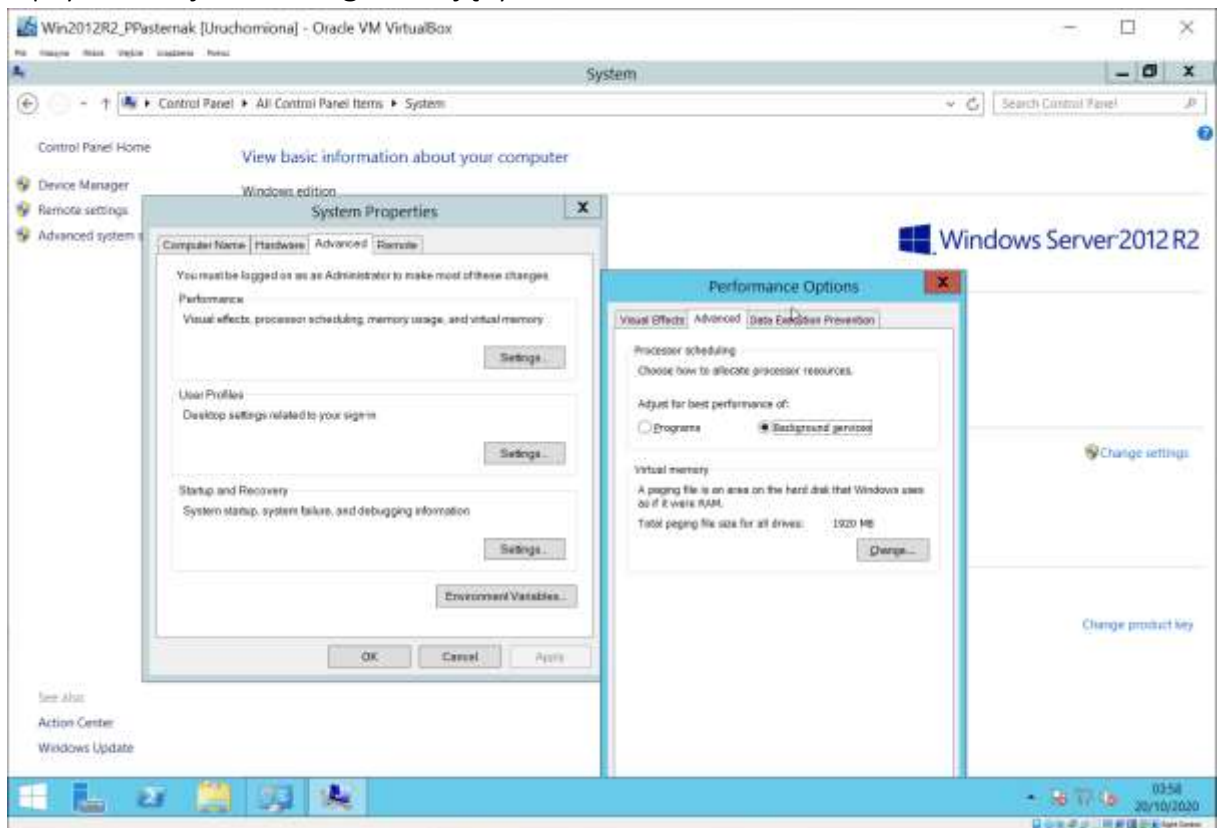 Win2012R2_PPasternak [Uruchomiona] - Oracle VM VirtualBox
System
Control Panel ▸ All Control Panel Items ▸ System
Search Control Panel
Control Panel Home
View basic information about your computer
Device Manager
Windows edition
Remote settings
Advanced system s
Windows Server 2012 R2
System Properties
Computer Name Hardware Advanced Remote
You must be logged on as an Administrator to make most of these changes.
Performance
Visual effects, processor scheduling, memory usage, and virtual memory
Settings...
User Profiles
Desktop settings related to your sign-in
Settings...
Startup and Recovery
System startup, system failure, and debugging information
Settings...
Environment Variables...
OK Cancel Apply
Performance Options
Visual Effects Advanced Data Execution Prevention
Processor scheduling
Choose how to allocate processor resources.
Adjust for best performance of:
Programs Background services
Virtual memory
A paging file is an area on the hard disk that Windows uses
as if it were RAM.
Total paging file size for all drives: 1920 MB
Change...
Change settings
Change product key
See also
Action Center
Windows Update
03:58
20/10/2020